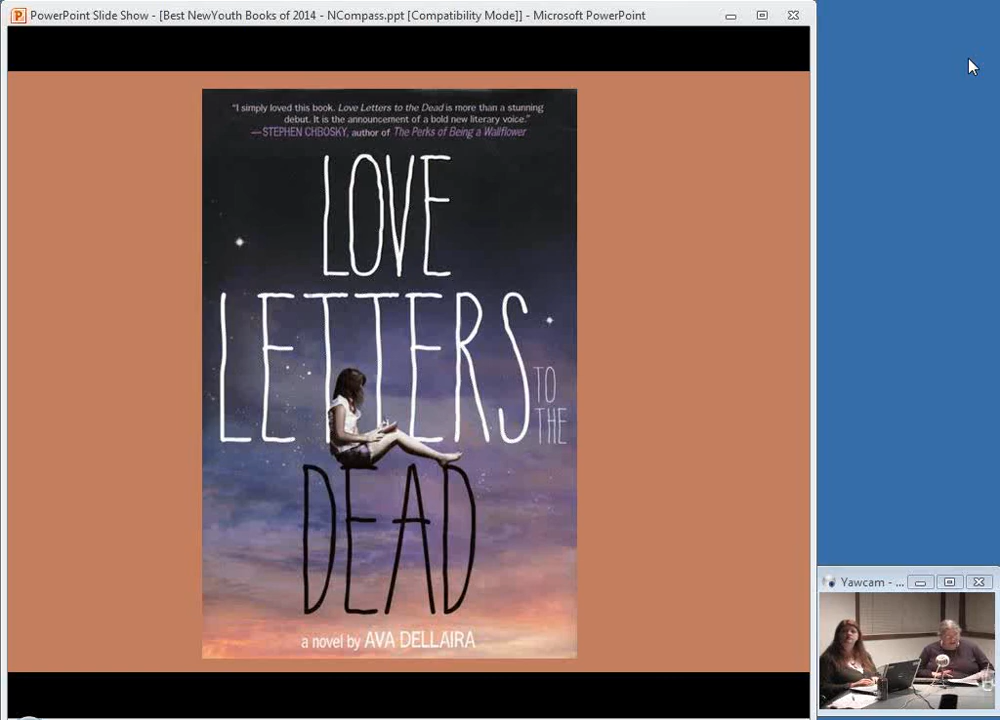 PowerPoint Slide Show - [Best NewYouth Books of 2014 - NCompass.ppt [Compatibility Mode]] - Microsoft PowerPoint
"I simply loved this book. Love Letters to the Dead is more than a stunning
debut. It is the announcement of a bold new literary voice."
—STEPHEN CHBOSKY, author of The Perks of Being a Wallflower
LOVE
LETTERS
TO
THE
DEAD
a novel by AVA DELLAIRA
Yawcam - ...